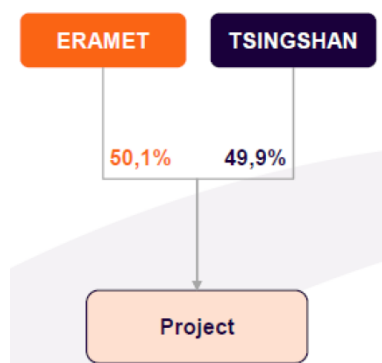 ERAMET
TSINGSHAN
50,1%
49,9%
Project